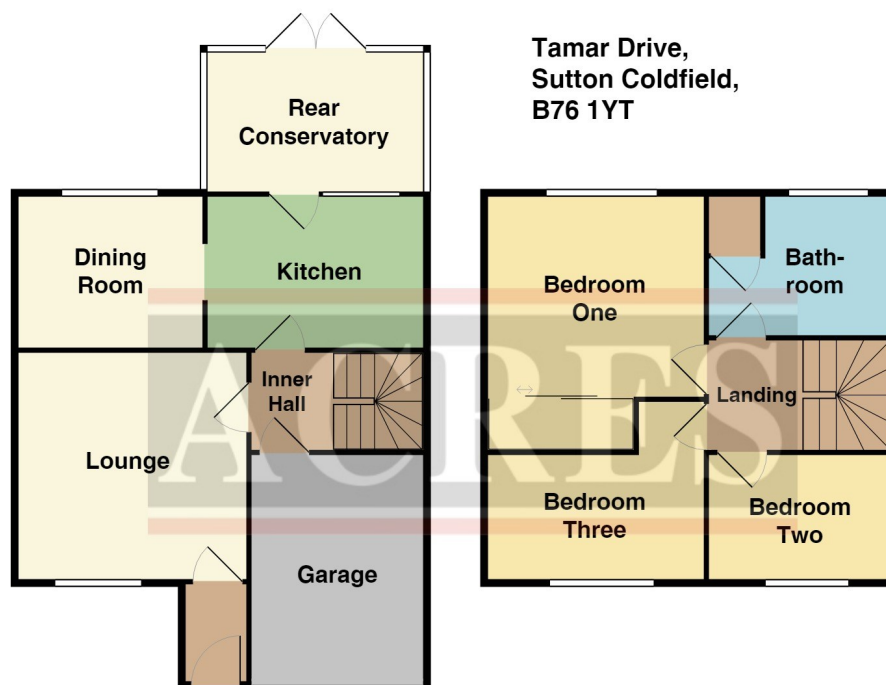 Tamar Drive,
Sutton Coldfield,
B76 1YT
Rear
Conservatory
Dining
Room
Kitchen
Inner
Hall
Lounge
Garage
Bedroom
One
Bath-
room
Landing
Bedroom
Three
Bedroom
Two
ACRES